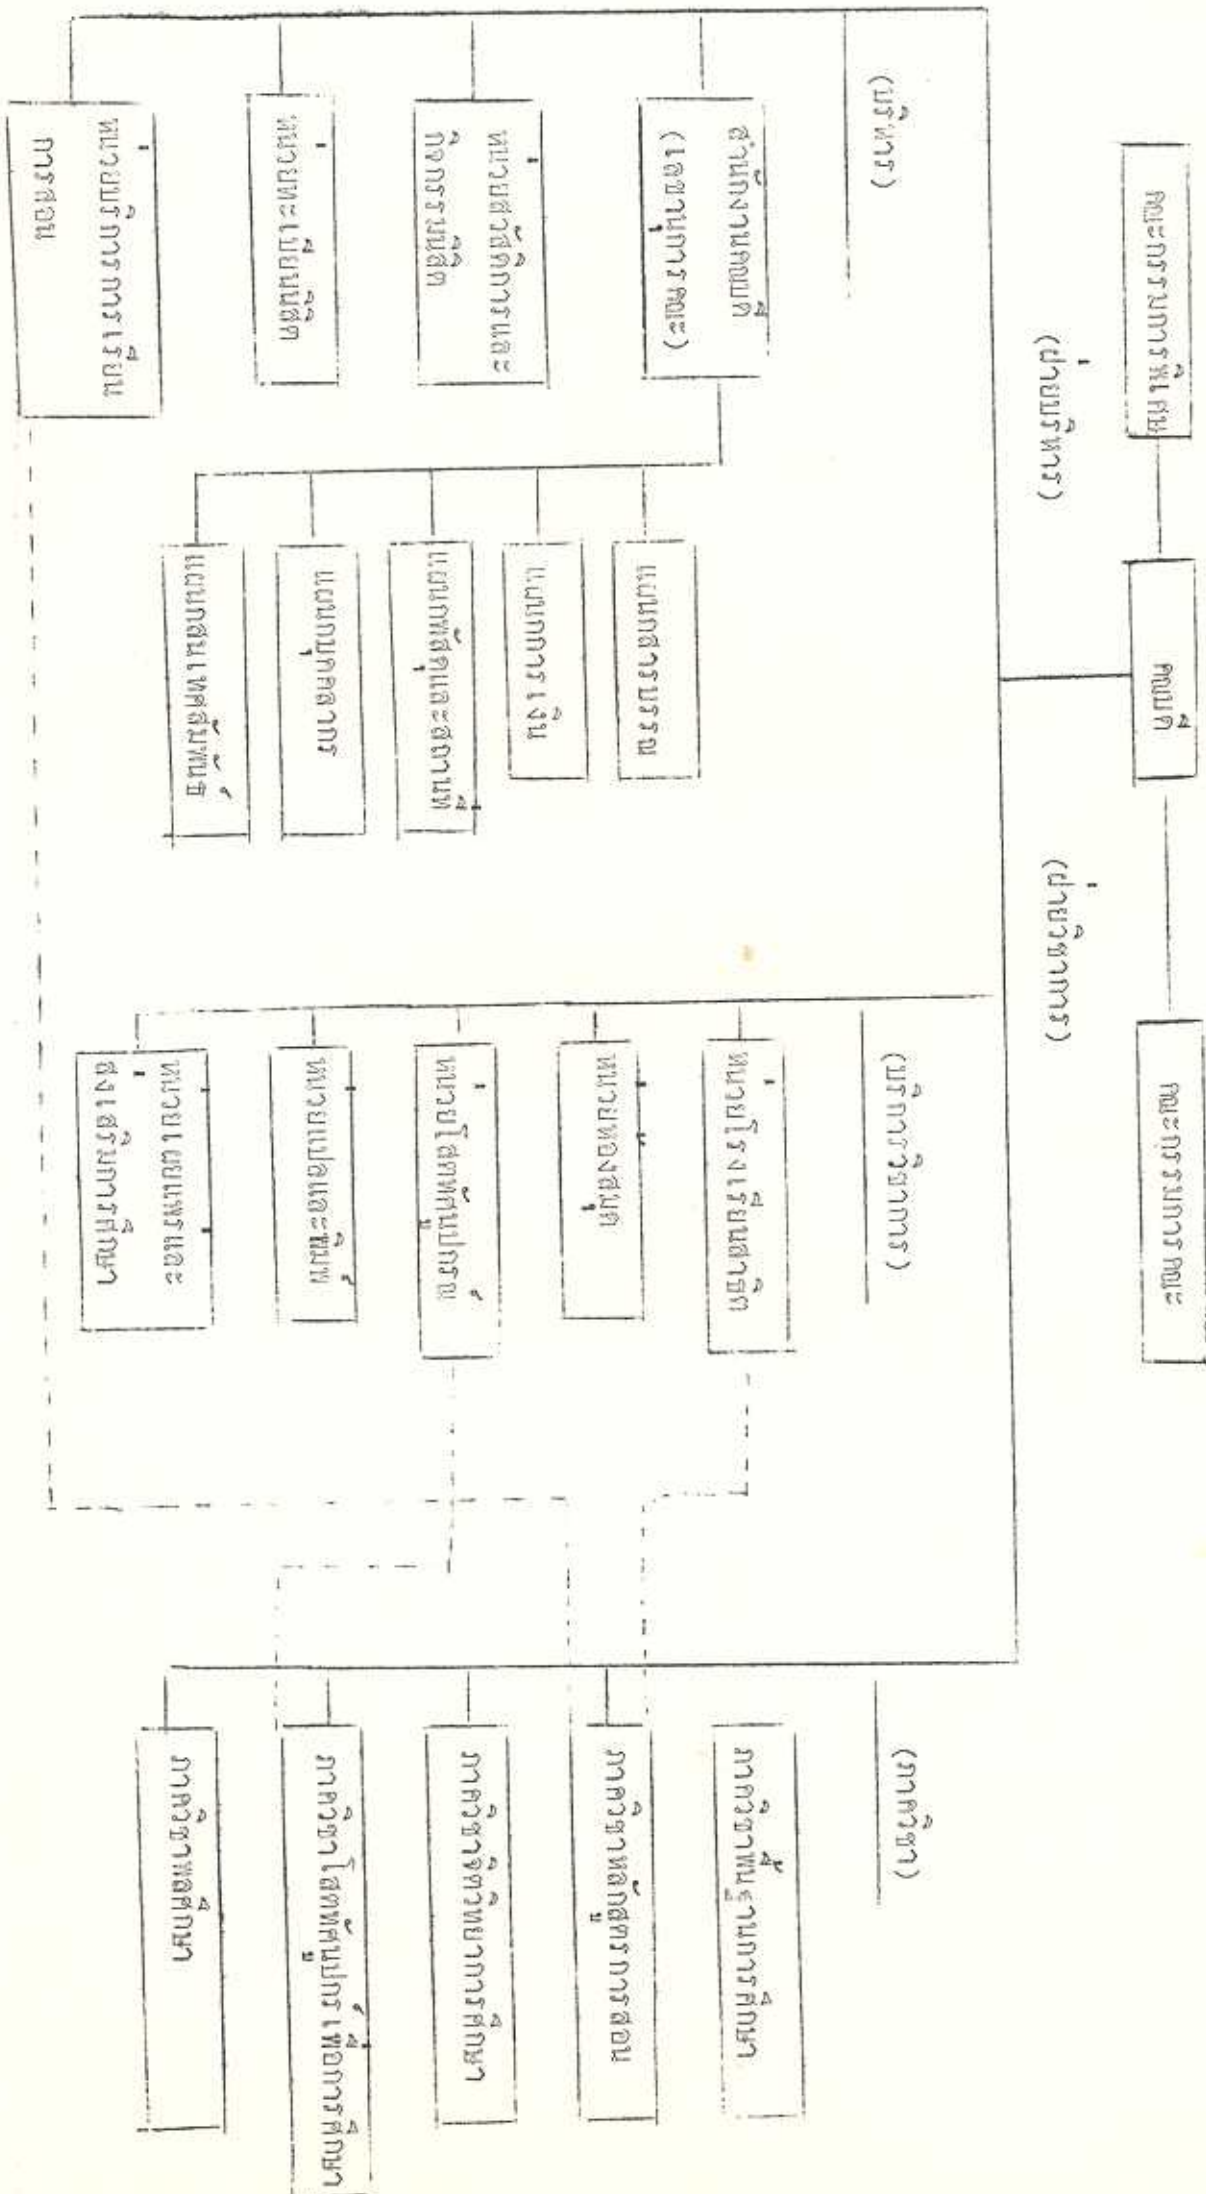 คณะกรรมการพิเศษ
คณบดี
คณะกรรมการคณะ
(ฝ่ายบริหาร)
(ฝ่ายวิชาการ)
(บริหาร)
(บริการวิชาการ)
(ภาควิชา)
สำนักงานคณบดี
(เลขานุการคณะ)
หน่วยสวัสดิการและ
กิจกรรมนิสิต
หน่วยทะเบียนนิสิต
หน่วยบริการการเรียน
การสอน
แผนกสารบรรณ
แผนกการเงิน
แผนกพัสดุและสถานที่
แผนกบุคคลากร
แผนกสนเทศสัมพันธ์
หน่วยโรงเรียนสาธิต
หน่วยห้องสมุด
หน่วยโสตทัศนูปกรณ์
หน่วยแปลและพิมพ์
หน่วยเผยแพร่และ
ส่งเสริมการศึกษา
ภาควิชาพื้นฐานการศึกษา
ภาควิชาหลักสูตรการสอน
ภาควิชาจิตวิทยาการศึกษา
ภาควิชาโสตทัศนูปกร์เพื่อการศึกษา
ภาควิชาพลศึกษา